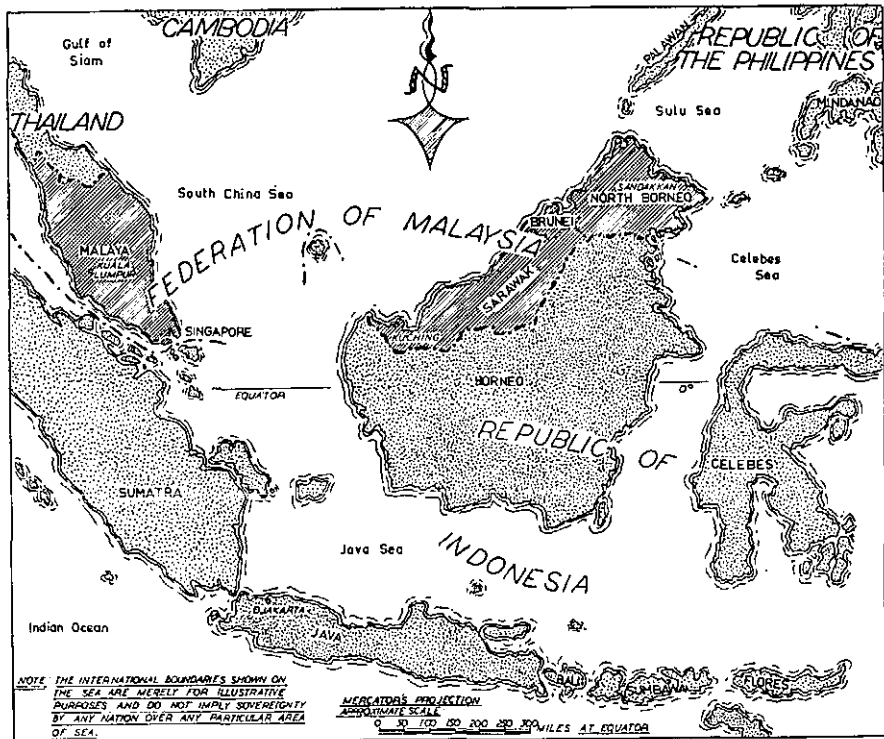 CAMBODIA
Gulf of
Siam
PALAWAN
REPUBLIC OF
THE PHILIPPINES
N
MINDANAO
Sulu Sea
THAILAND
South China Sea
SANDAKKAN
NORTH BORNEO
BRUNEI
FEDERATION OF MALAYSIA
MALAYA
KUALA
LUMPUR
Celebes
Sea
SARAWAK
SINGAPORE
KUCHING
EQUATOR
0°
BORNEO
REPUBLIC OF
INDONESIA
CELEBES
SUMATRA
Java Sea
DJAKARTA
JAVA
Indian Ocean
BALI
SUMBAWA
FLORES
NOTE THE INTERNATIONAL BOUNDARIES SHOWN ON
THE SEA ARE MERELY FOR ILLUSTRATIVE
PURPOSES AND DO NOT IMPLY SOVEREIGNTY
BY ANY NATION OVER ANY PARTICULAR AREA
OF SEA.
MERCATOR'S PROJECTION
APPROXIMATE SCALE
0 50 100 150 200 250 300 MILES AT EQUATOR